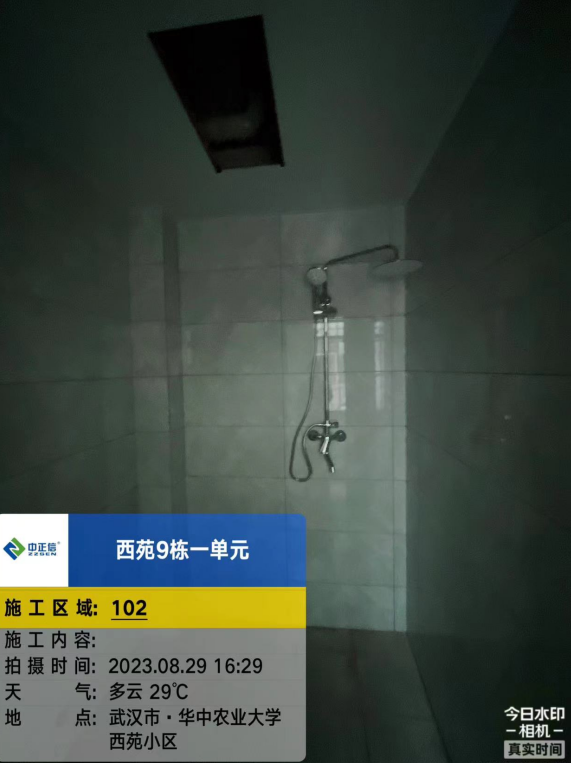 中正信
ZZGEN
西苑9栋一单元
施工区域: 102
施工内容:
拍摄时间: 2023.08.29 16:29
天 气: 多云 29℃
地 点: 武汉市·华中农业大学
西苑小区
今日水印
-相机-
真实时间